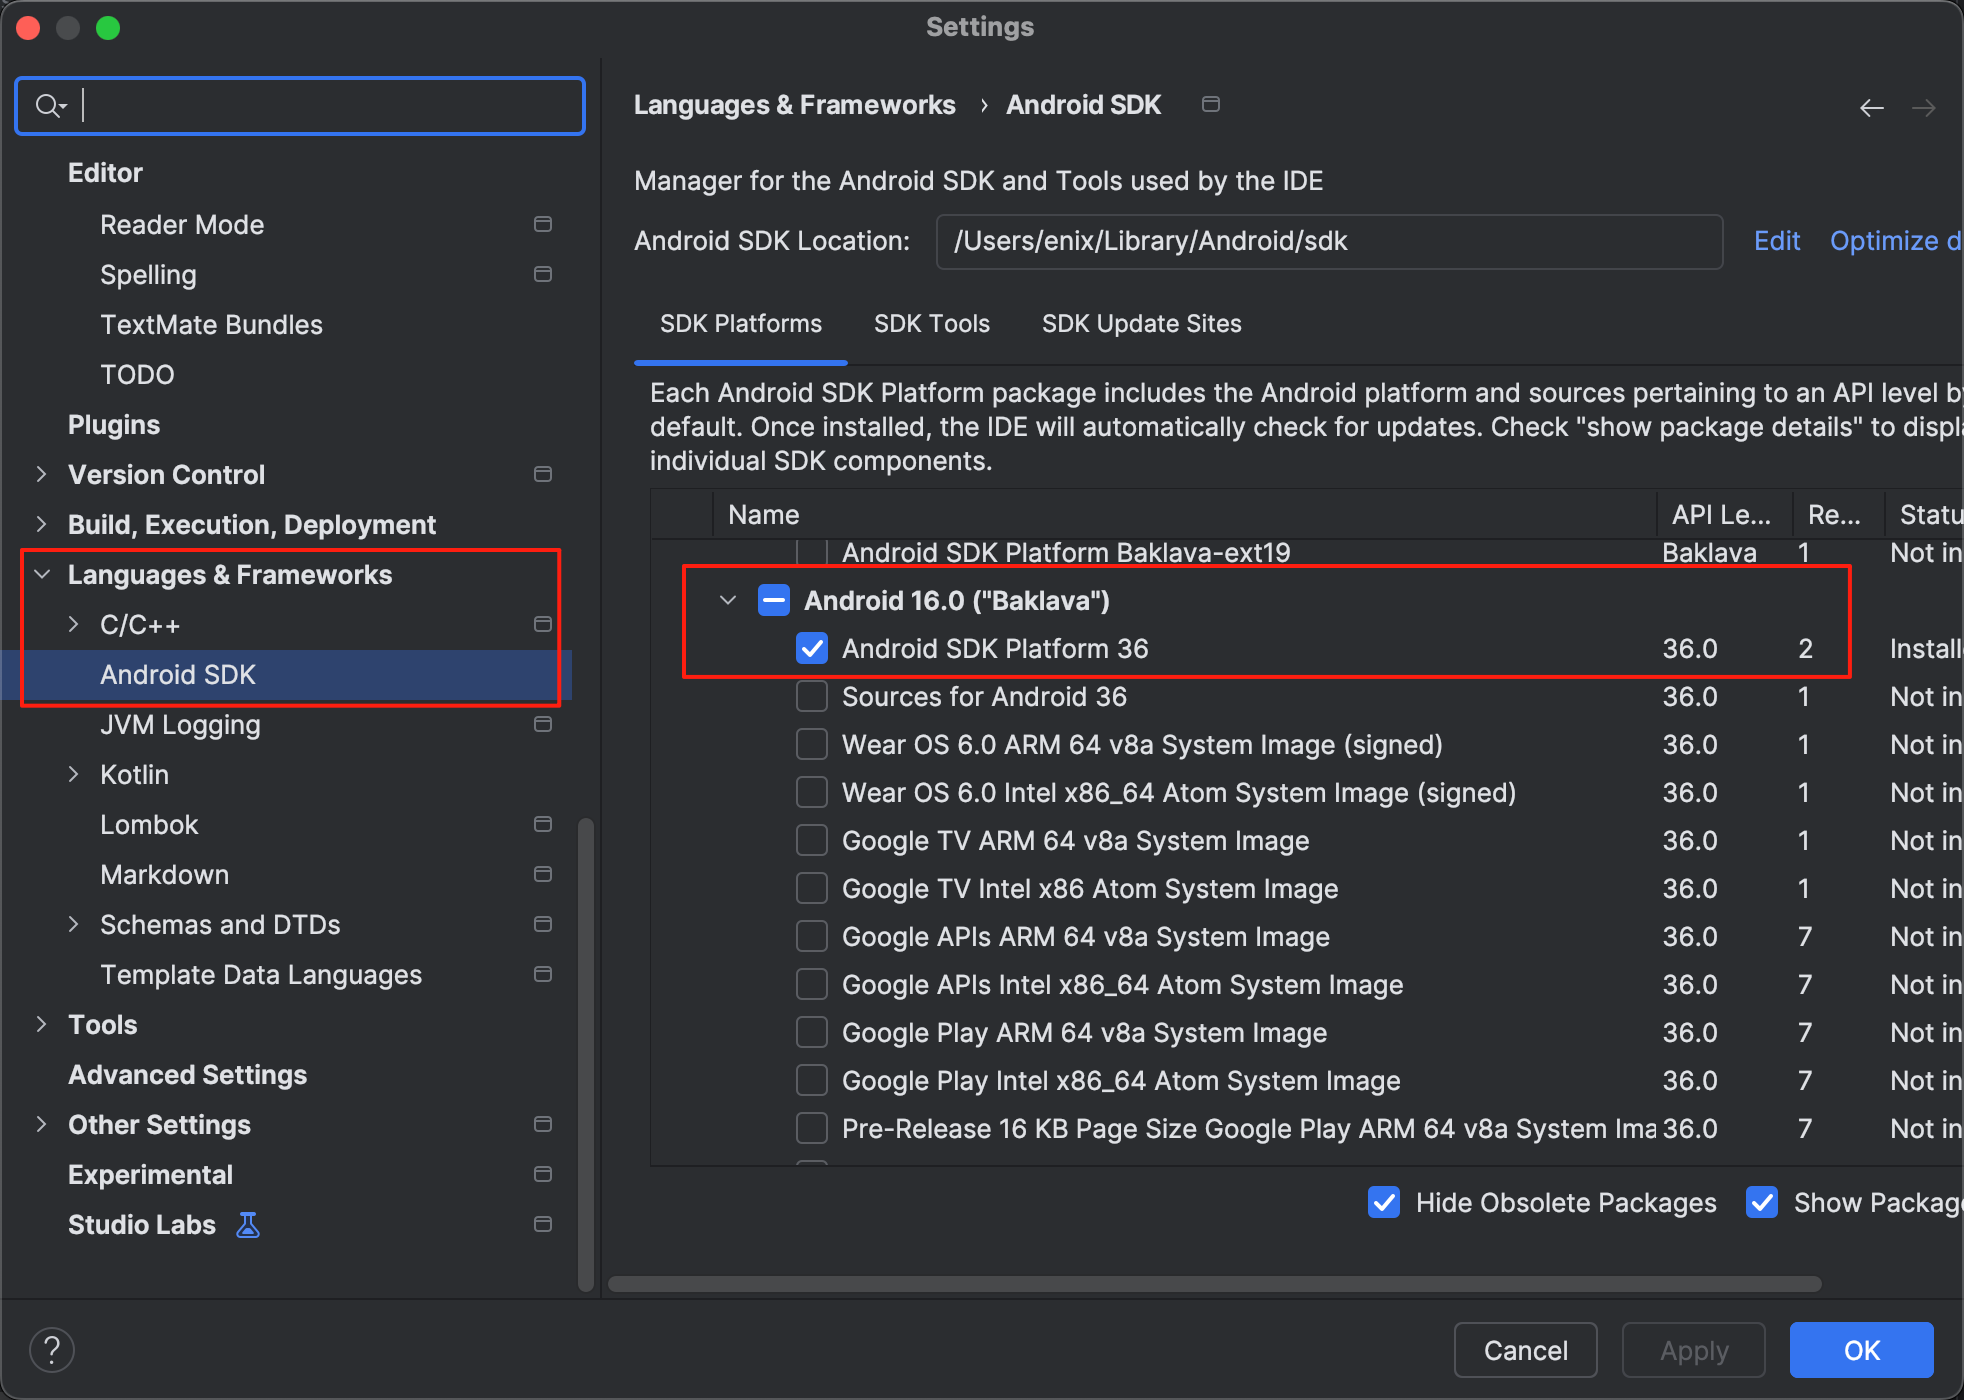 Settings
Editor
Reader Mode
Spelling
TextMate Bundles
TODO
Plugins
Version Control
Build, Execution, Deployment
Languages & Frameworks
C/C++
Android SDK
JVM Logging
Kotlin
Lombok
Markdown
Schemas and DTDs
Template Data Languages
Tools
Advanced Settings
Other Settings
Experimental
Studio Labs
Languages & Frameworks › Android SDK
Manager for the Android SDK and Tools used by the IDE
Android SDK Location: /Users/enix/Library/Android/sdk Edit Optimize d
SDK Platforms SDK Tools SDK Update Sites
Each Android SDK Platform package includes the Android platform and sources pertaining to an API level by
default. Once installed, the IDE will automatically check for updates. Check "show package details" to displa
individual SDK components.
Name API Le... Re... Statu
Android SDK Platform Baklava-ext19 Baklava 1 Not in
Android 16.0 ("Baklava")
Android SDK Platform 36 36.0 2 Install
Sources for Android 36 36.0 1 Not in
Wear OS 6.0 ARM 64 v8a System Image (signed) 36.0 1 Not in
Wear OS 6.0 Intel x86_64 Atom System Image (signed) 36.0 1 Not in
Google TV ARM 64 v8a System Image 36.0 1 Not in
Google TV Intel x86 Atom System Image 36.0 1 Not in
Google APIs ARM 64 v8a System Image 36.0 7 Not in
Google APIs Intel x86_64 Atom System Image 36.0 7 Not in
Google Play ARM 64 v8a System Image 36.0 7 Not in
Google Play Intel x86_64 Atom System Image 36.0 7 Not in
Pre-Release 16 KB Page Size Google Play ARM 64 v8a System Ima 36.0 7 Not in
Hide Obsolete Packages Show Package
? Cancel Apply OK